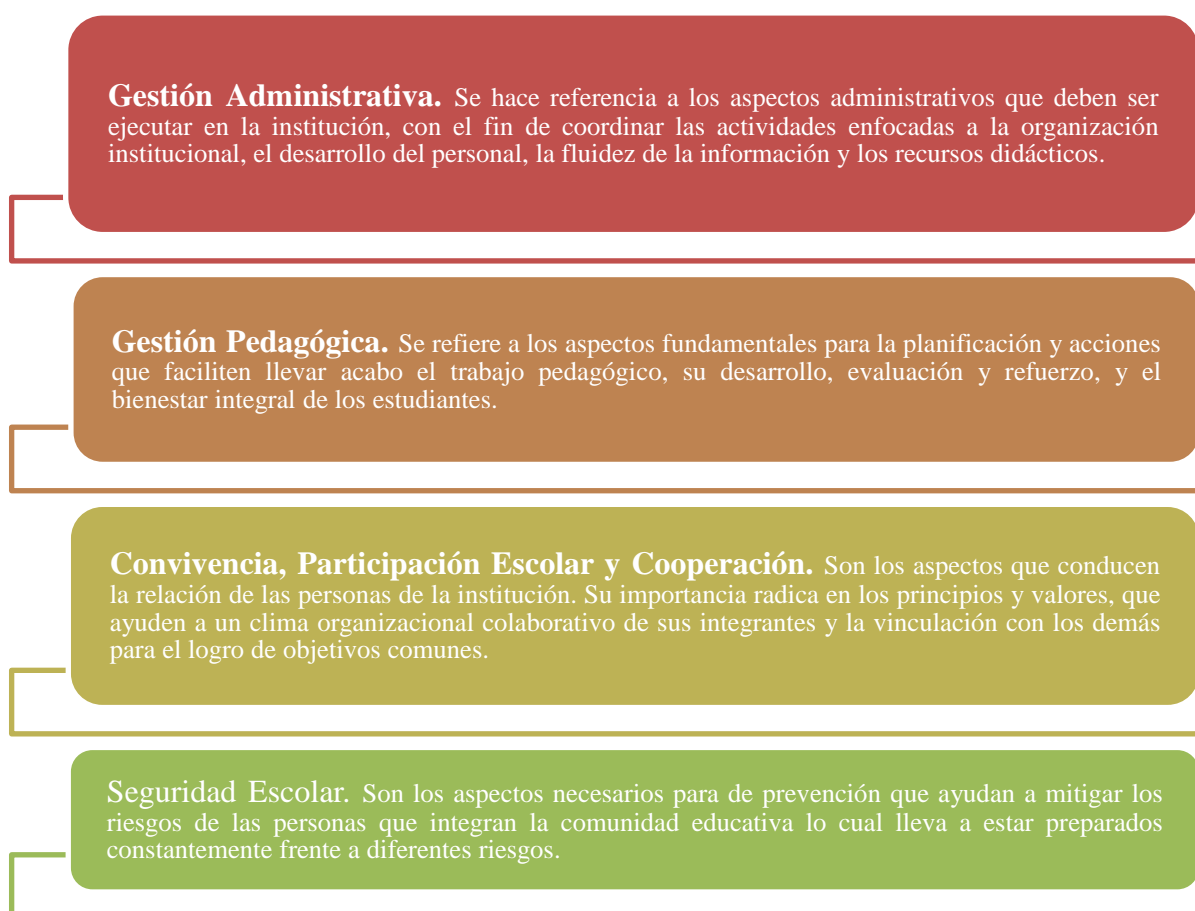 Gestión Administrativa. Se hace referencia a los aspectos administrativos que deben ser
ejecutar en la institución, con el fin de coordinar las actividades enfocadas a la organización
institucional, el desarrollo del personal, la fluidez de la información y los recursos didácticos.
Gestión Pedagógica. Se refiere a los aspectos fundamentales para la planificación y acciones
que faciliten llevar acabo el trabajo pedagógico, su desarrollo, evaluación y refuerzo, y el
bienestar integral de los estudiantes.
Convivencia, Participación Escolar y Cooperación. Son los aspectos que conducen
la relación de las personas de la institución. Su importancia radica en los principios y valores, que
ayuden a un clima organizacional colaborativo de sus integrantes y la vinculación con los demás
para el logro de objetivos comunes.
Seguridad Escolar. Son los aspectos necesarios para de prevención que ayudan a mitigar los
riesgos de las personas que integran la comunidad educativa lo cual lleva a estar preparados
constantemente frente a diferentes riesgos.